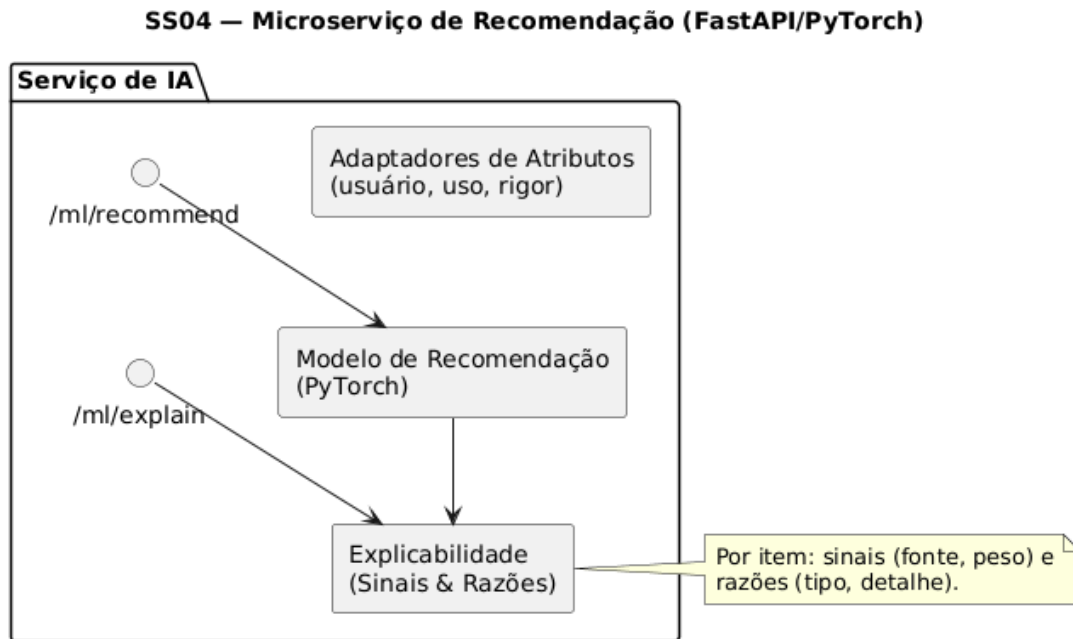 SS04 — Microserviço de Recomendação (FastAPI/PyTorch)
Serviço de IA
Adaptadores de Atributos
(usuário, uso, rigor)
/ml/recommend
Modelo de Recomendação
(PyTorch)
/ml/explain
Explicabilidade
(Sinais & Razões)
Por item: sinais (fonte, peso) e
razões (tipo, detalhe).